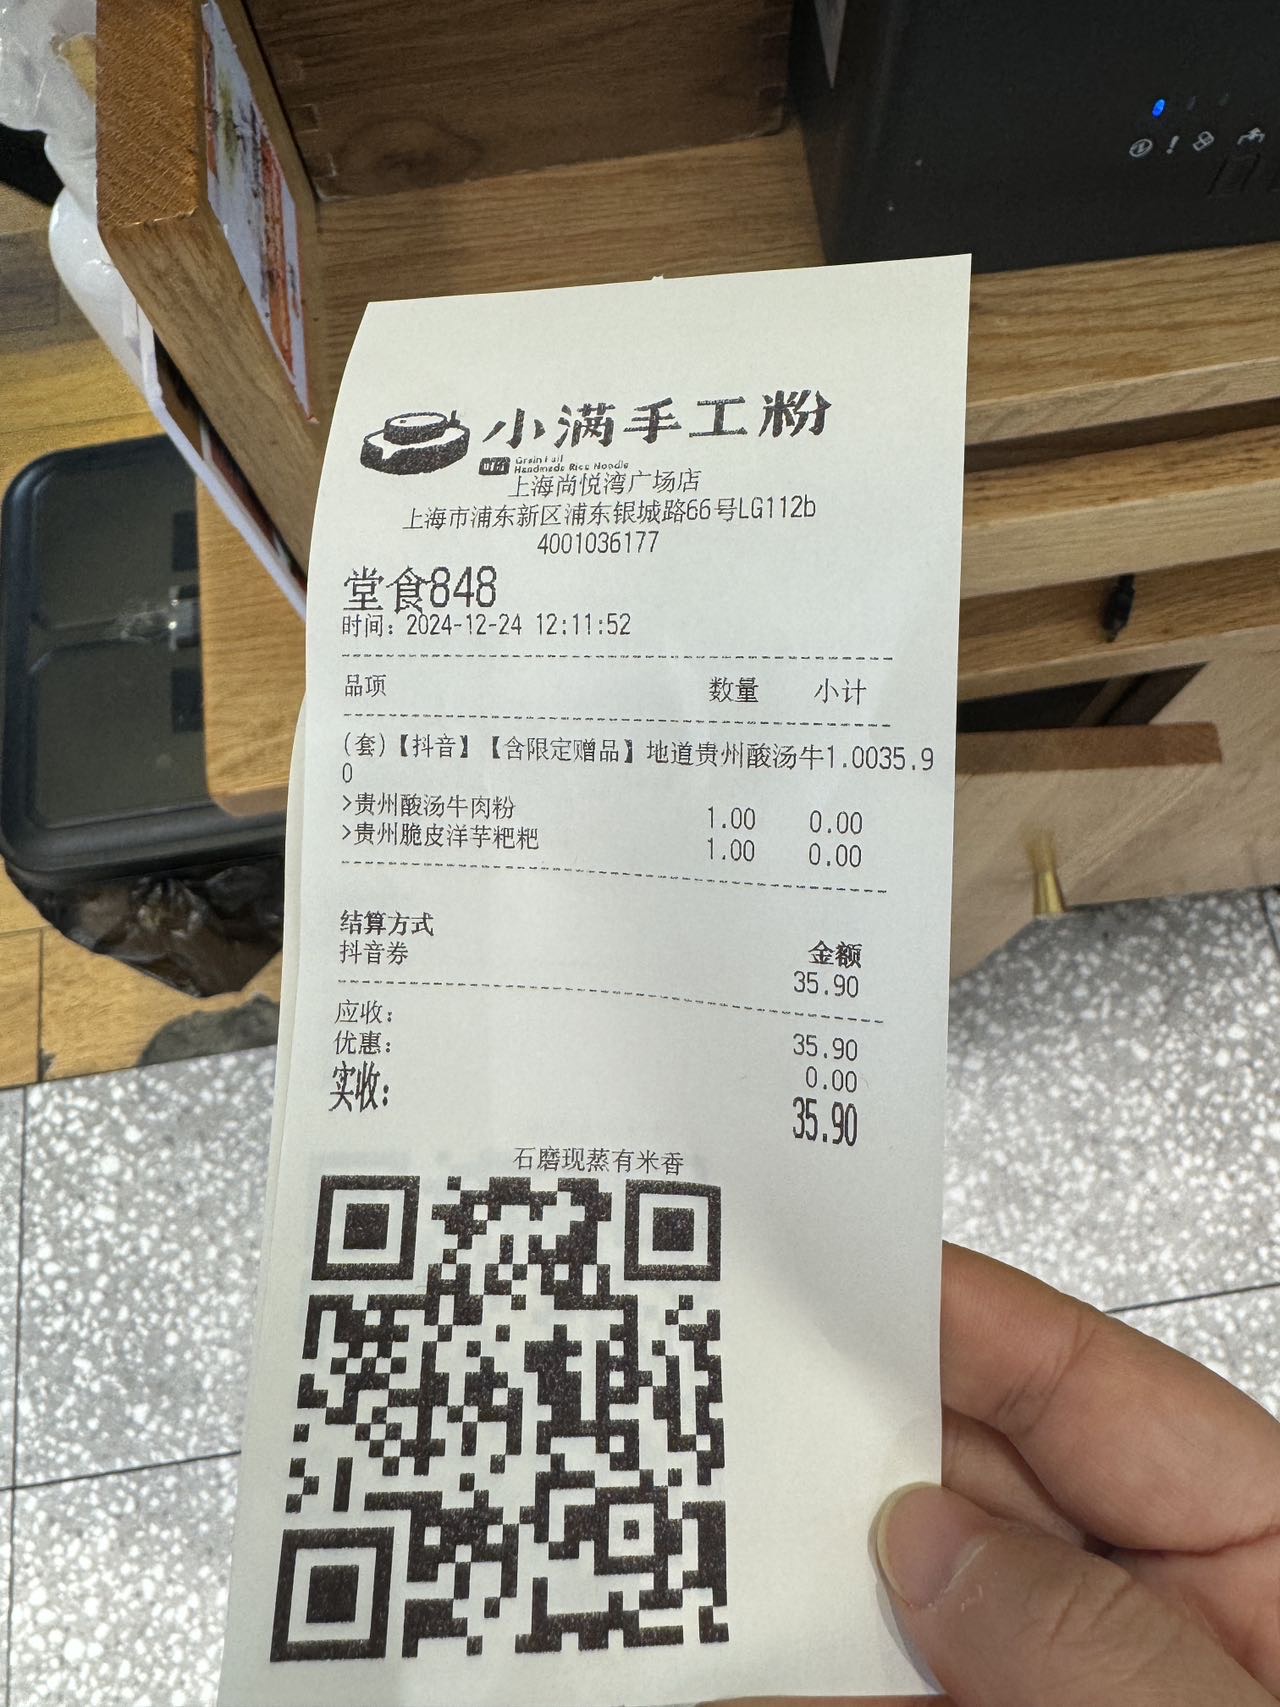 小满手工粉
Grain Full
Handmade Rice Noodle
上海尚悦湾广场店
上海市浦东新区浦东银城路66号LG112b
4001036177
堂食848
时间：2024-12-24 12:11:52
品项 数量 小计
(套)【抖音】【含限定赠品】地道贵州酸汤牛1.0035.9
0
>贵州酸汤牛肉粉 1.00 0.00
>贵州脆皮洋芋粑粑 1.00 0.00
结算方式 金额
抖音券 35.90
应收： 35.90
优惠： 0.00
实收： 35.90
石磨现蒸有米香